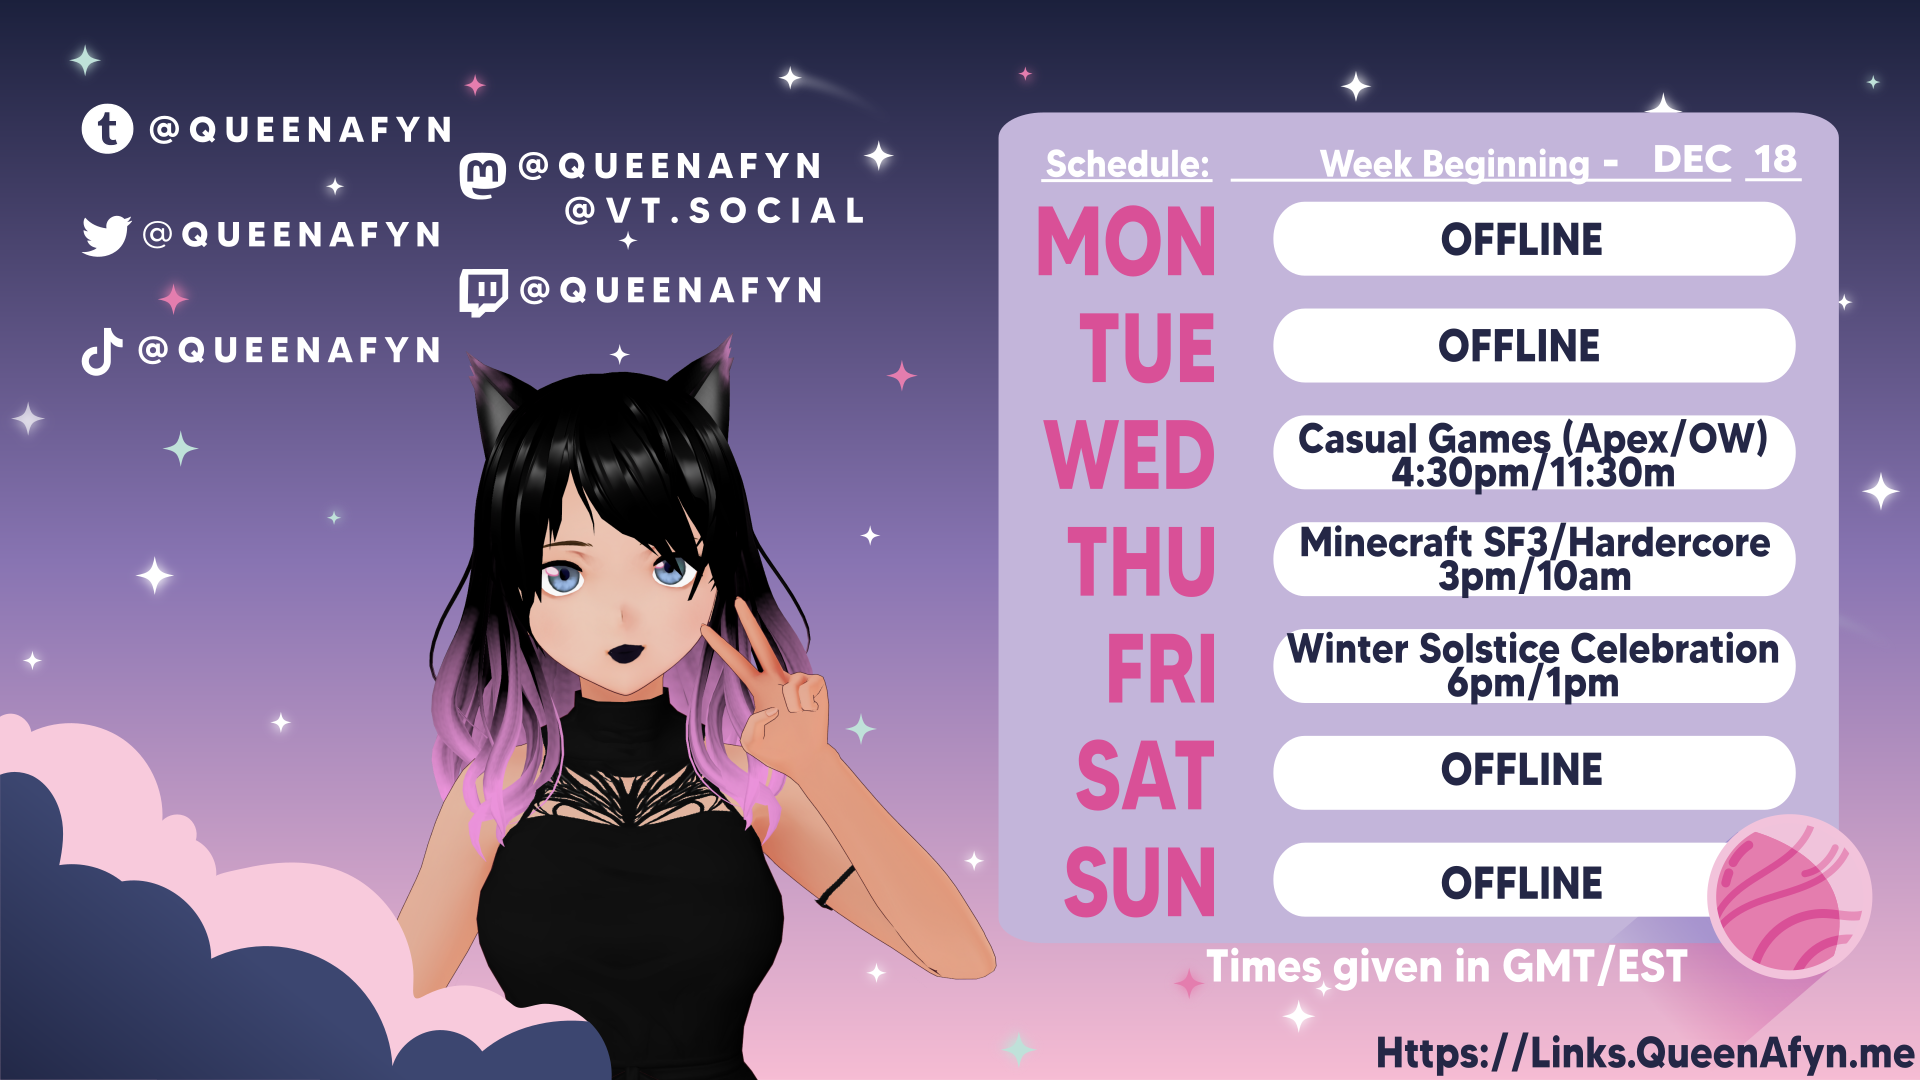 @QUEENAFYN
@QUEENAFYN
@VT.SOCIAL
@QUEENAFYN
@QUEENAFYN
@QUEENAFYN
Schedule: Week Beginning - DEC 18
MON OFFLINE
TUE OFFLINE
WED Casual Games (Apex/OW)
4:30pm/11:30m
THU Minecraft SF3/Hardercore
3pm/10am
FRI Winter Solstice Celebration
6pm/1pm
SAT OFFLINE
SUN OFFLINE
Times given in GMT/EST
Https://Links.QueenAfyn.me